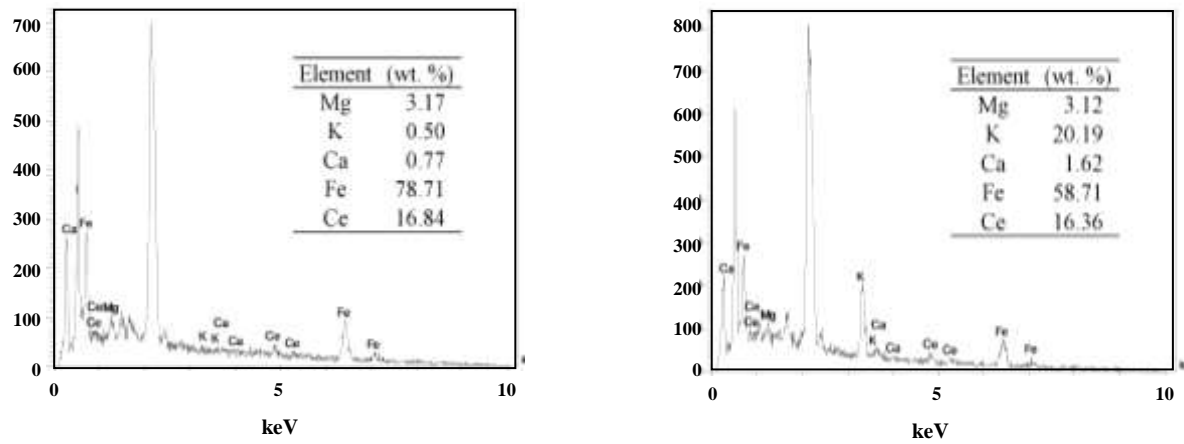 700
600
500
400
300
200
100
0
0
5
10
keV
Element (wt. %)
Mg 3.17
K 0.50
Ca 0.77
Fe 78.71
Ce 16.84
Ca
Fe
Ce
Mg
K
K
Ca
Ca
Ce
Ce
Fe
Fe
800
700
600
500
400
300
200
100
0
0
5
10
keV
Element (wt. %)
Mg 3.12
K 20.19
Ca 1.62
Fe 58.71
Ce 16.36
Ca
Fe
Ce
Mg
K
K
Ca
Ca
Ce
Ce
Fe
Fe